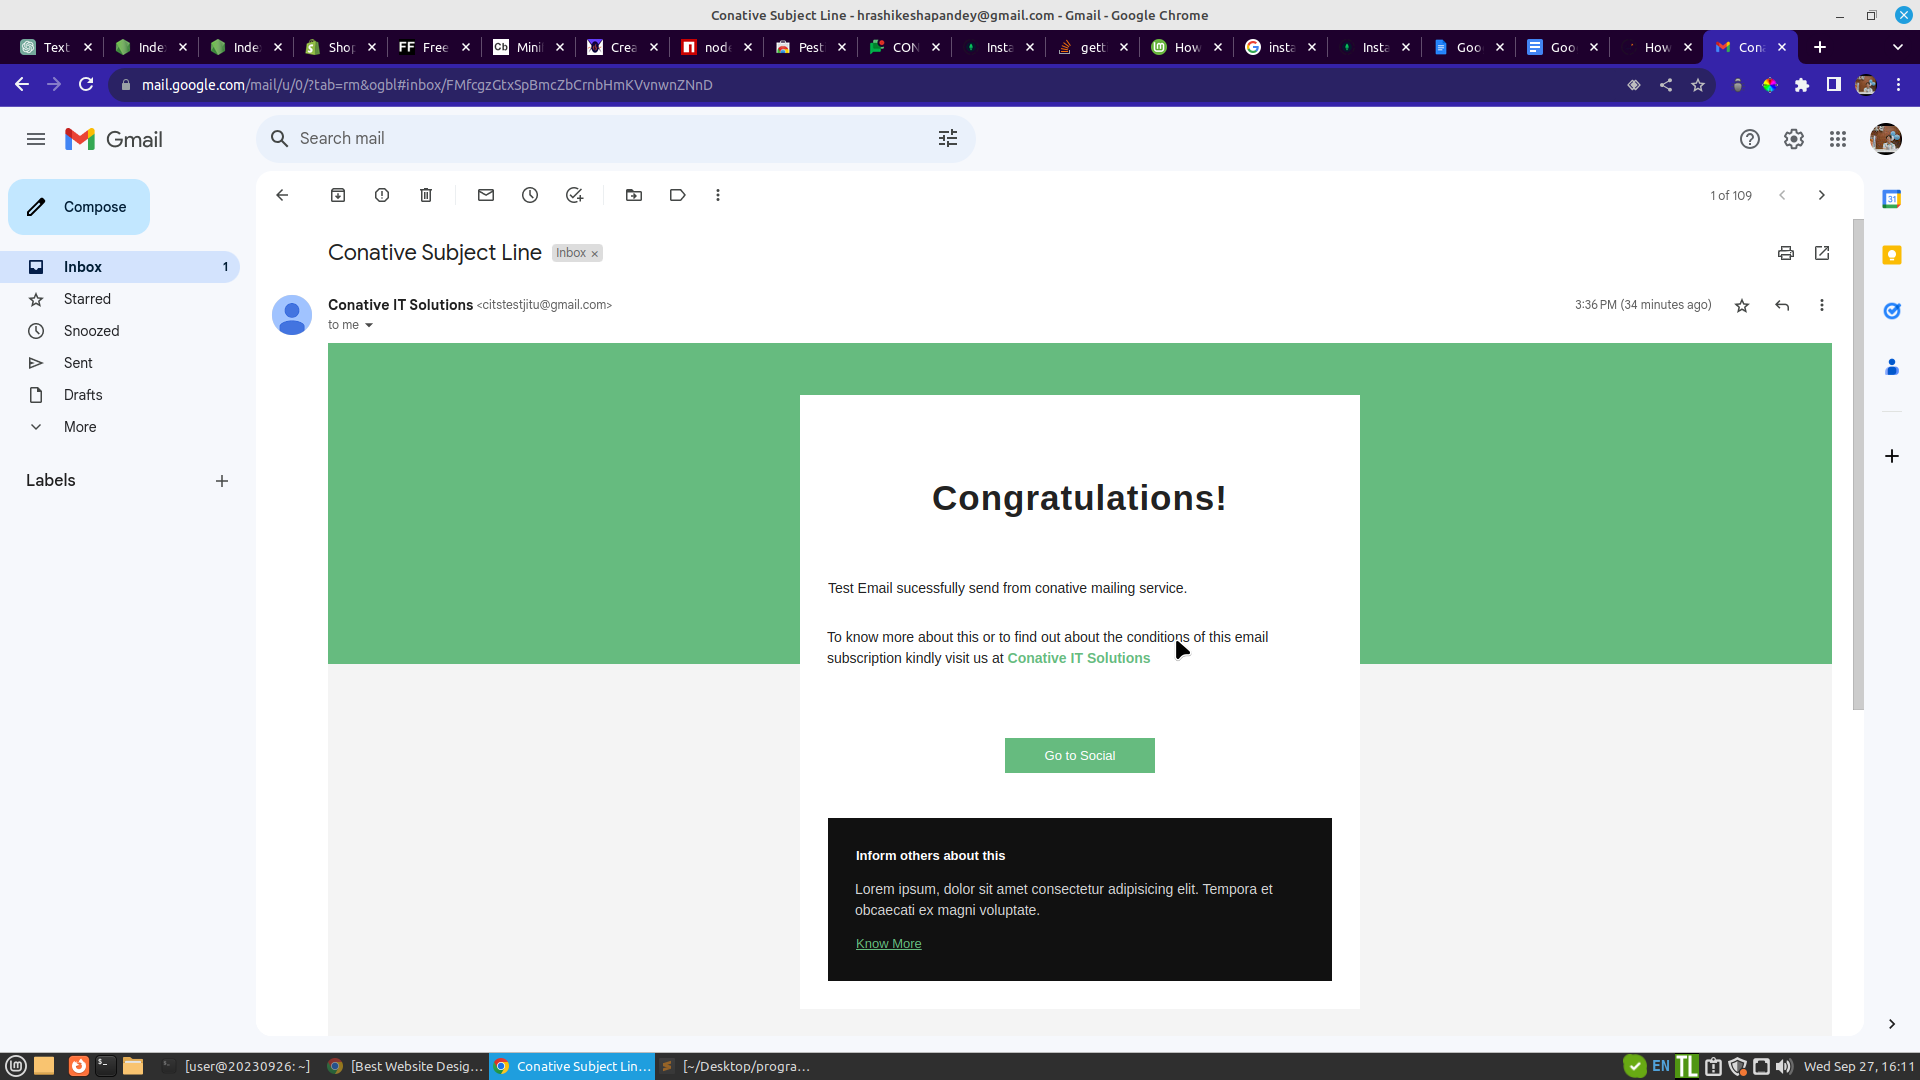 Conative Subject Line - hrashikeshapandey@gmail.com - Gmail - Google Chrome
Text
Index
Index
Shop
FF Free
Cb Mini
Crea
node
Pest
CON
Insta
getti
How
insta
Insta
Goo
Goo
How
Con
mail.google.com/mail/u/0/?tab=rm&ogbl#inbox/FMfcgzGtxSpBmcZbCrnbHmKVvnwnZNnD
Gmail
Search mail
Compose
1 of 109
Inbox 1
Starred
Snoozed
Sent
Drafts
More
Labels
31
Conative Subject Line Inbox ×
Conative IT Solutions <citstestjitu@gmail.com>
3:36 PM (34 minutes ago)
to me
Congratulations!
Test Email sucessfully send from conative mailing service.
To know more about this or to find out about the conditions of this email
subscription kindly visit us at Conative IT Solutions
Go to Social
Inform others about this
Lorem ipsum, dolor sit amet consectetur adipisicing elit. Tempora et
obcaecati ex magni voluptate.
Know More
[user@20230926: ~]
[Best Website Desig...
Conative Subject Lin...
[~/Desktop/progra...
EN
TL
Wed Sep 27, 16:11